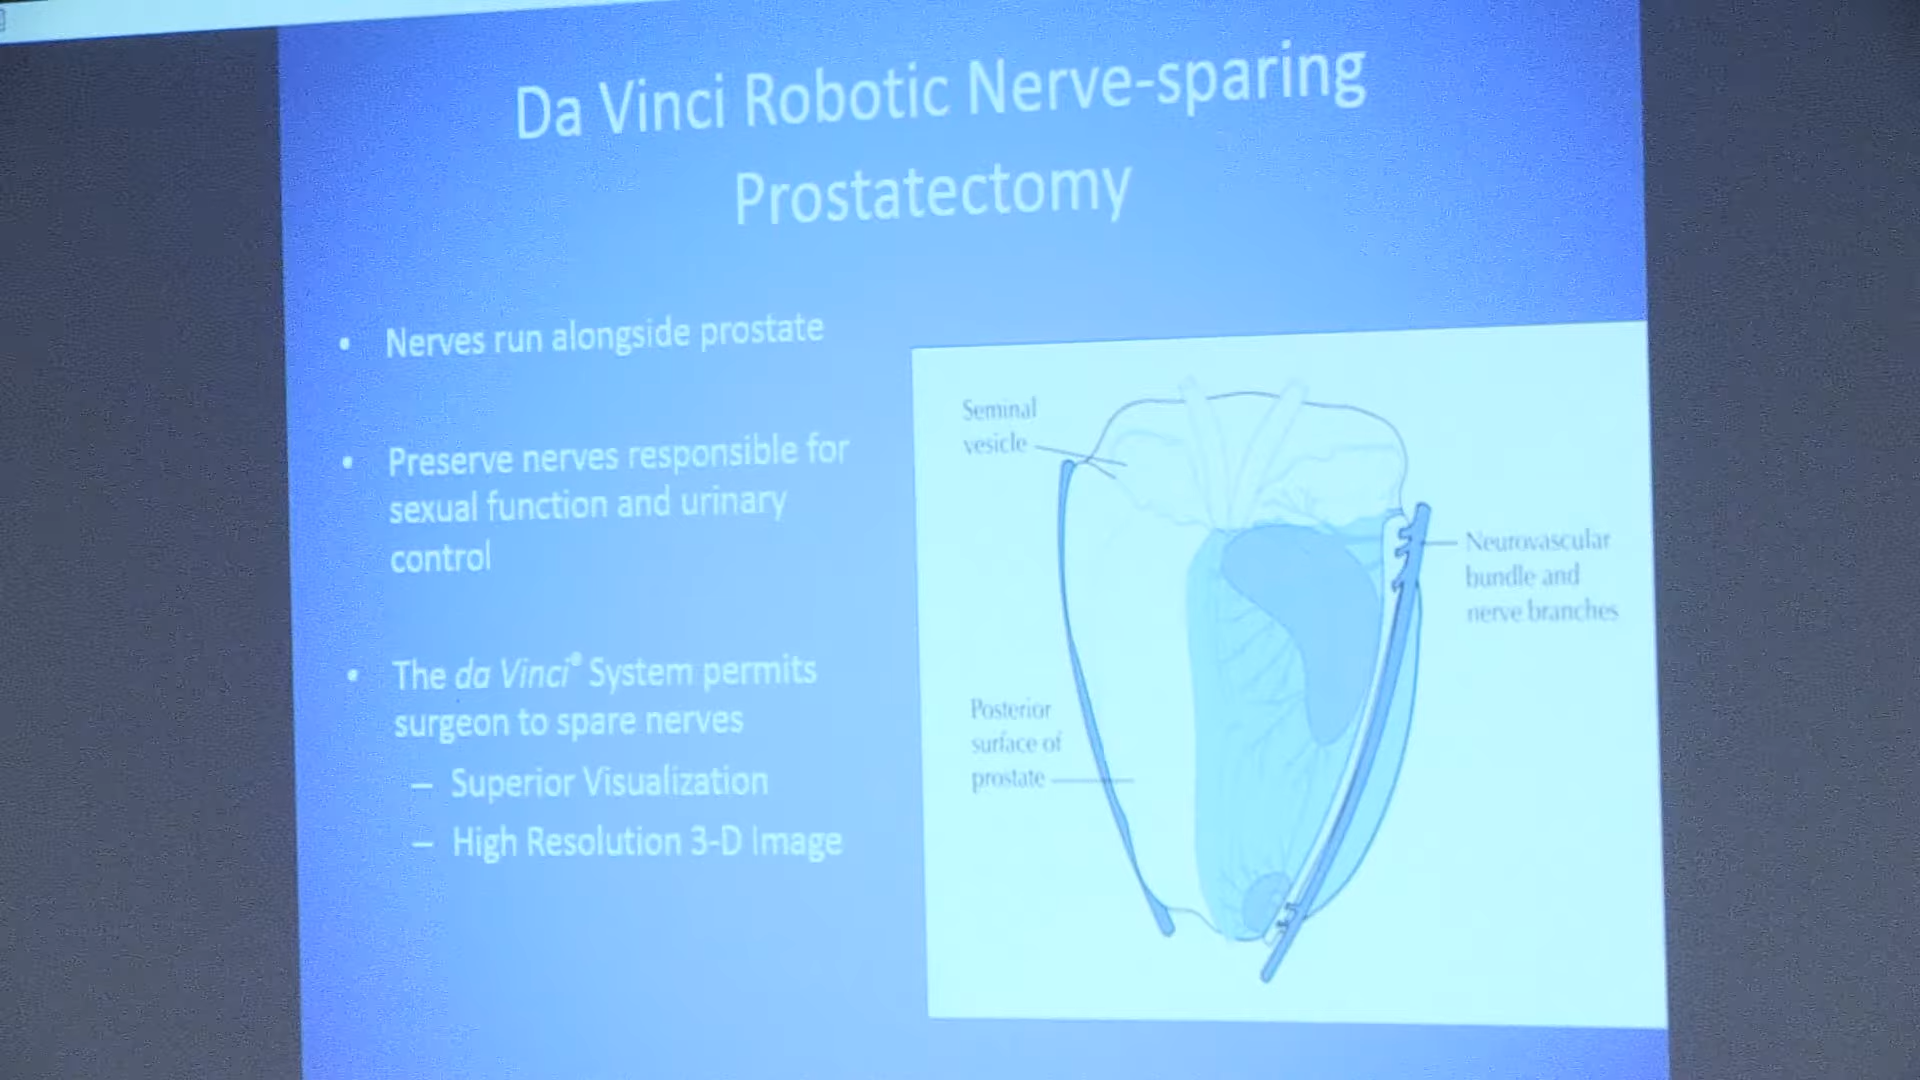 Da Vinci Robotic Nerve-sparing
Prostatectomy
• Nerves run alongside prostate
• Preserve nerves responsible for
sexual function and urinary
control
• The da Vinci® System permits
surgeon to spare nerves
– Superior Visualization
– High Resolution 3-D Image
Seminal
vesicle
Neurovascular
bundle and
nerve branches
Posterior
surface of
prostate